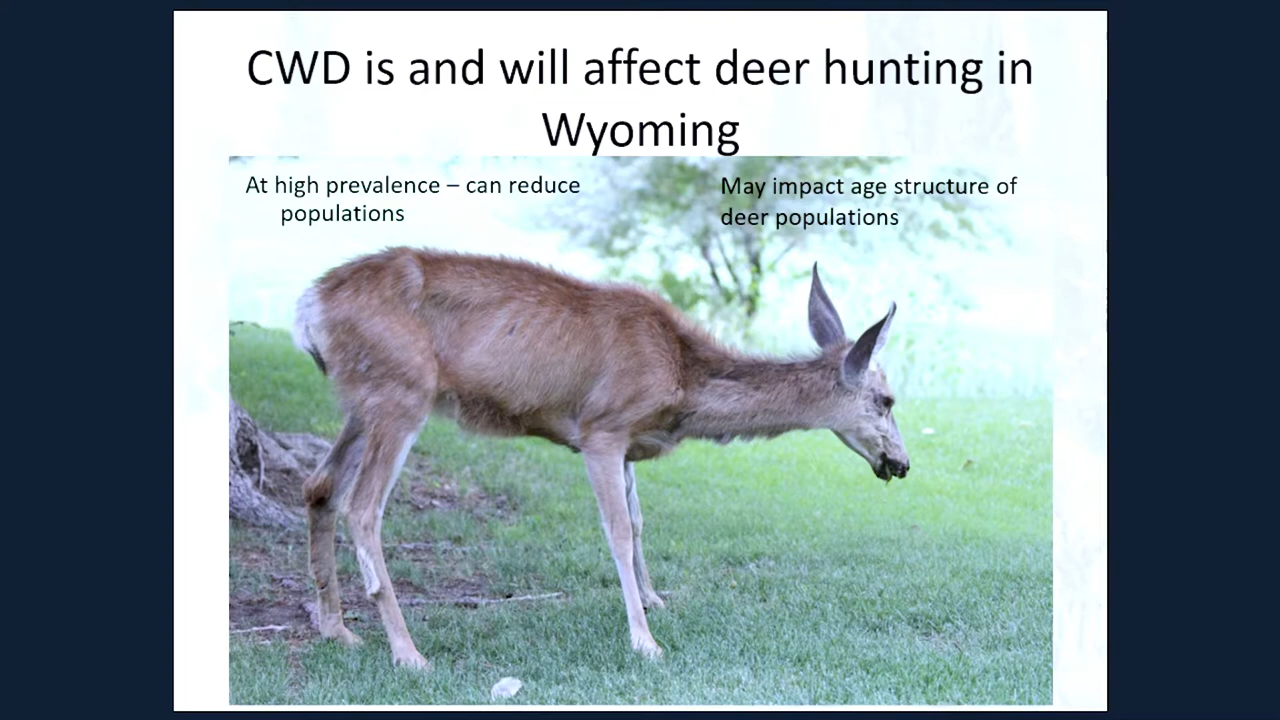 CWD is and will affect deer hunting in
Wyoming
At high prevalence – can reduce
populations
May impact age structure of
deer populations